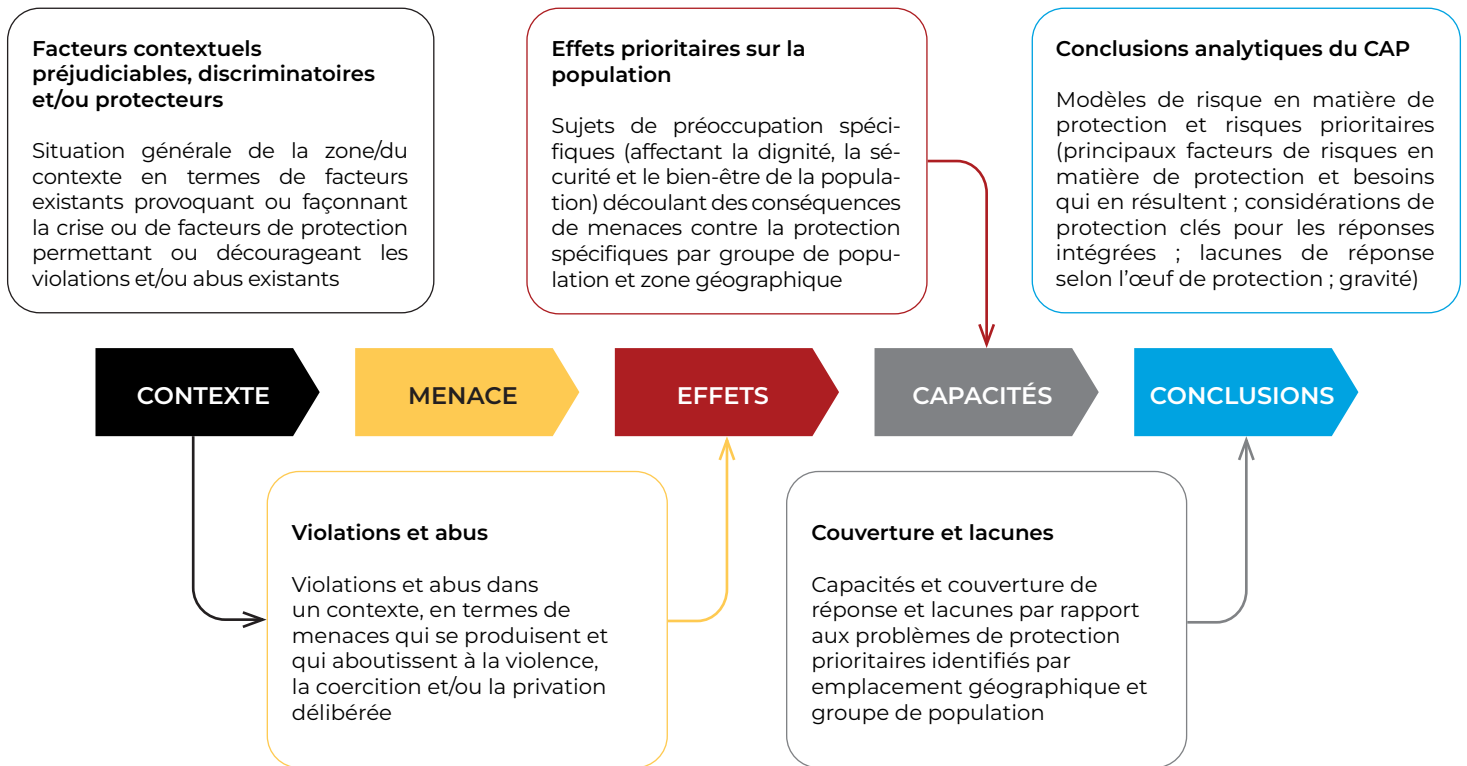 Facteurs contextuels
préjudiciables, discriminatoires
et/ou protecteurs
Situation générale de la zone/du
contexte en termes de facteurs
existants provoquant ou façonnant
la crise ou de facteurs de protection
permettant ou décourageant les
violations et/ou abus existants
Effets prioritaires sur la
population
Sujets de préoccupation spéci-
fiques (affectant la dignité, la sé-
curité et le bien-être de la popula-
tion) découlant des conséquences
de menaces contre la protection
spécifiques par groupe de popu-
lation et zone géographique
Conclusions analytiques du CAP
Modèles de risque en matière de
protection et risques prioritaires
(principaux facteurs de risques en
matière de protection et besoins
qui en résultent ; considérations de
protection clés pour les réponses
intégrées ; lacunes de réponse
selon l’œuf de protection ; gravité)
CONTEXTE
MENACE
EFFETS
CAPACITÉS
CONCLUSIONS
Violations et abus
Violations et abus dans
un contexte, en termes de
menaces qui se produisent et
qui aboutissent à la violence,
la coercition et/ou la privation
délibérée
Couverture et lacunes
Capacités et couverture de
réponse et lacunes par rapport
aux problèmes de protection
prioritaires identifiés par
emplacement géographique et
groupe de population